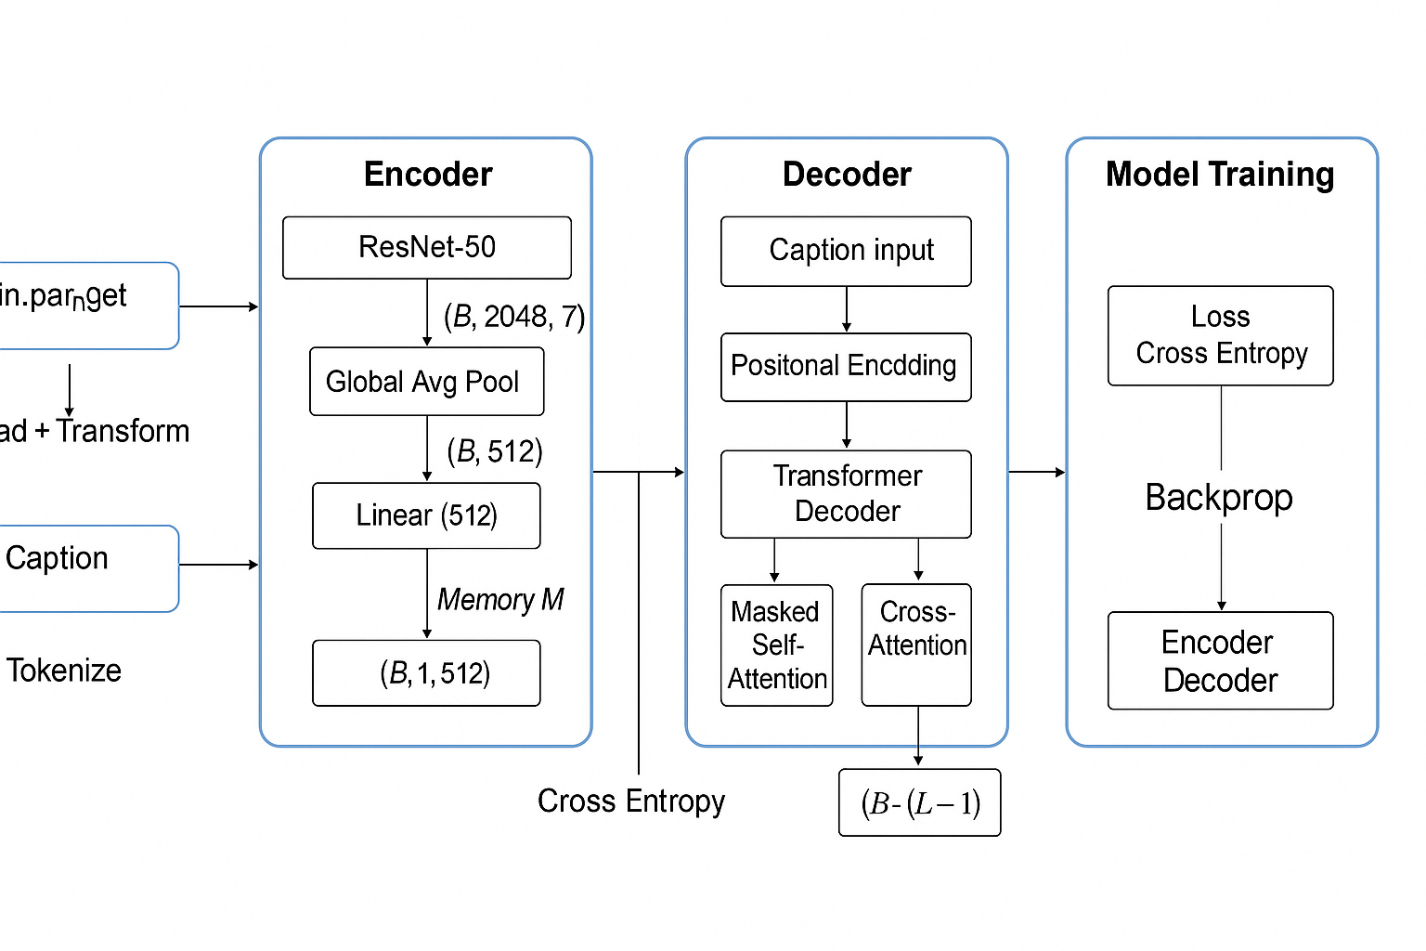 in.parnget
ad + Transform
Caption
Tokenize
Encoder
ResNet-50
(B, 2048, 7)
Global Avg Pool
(B, 512)
Linear (512)
Memory M
(B, 1, 512)
Cross Entropy
Decoder
Caption input
Positonal Encdding
Transformer
Decoder
Masked
Self-
Attention
Cross-
Attention
(B- (L – 1)
Model Training
Loss
Cross Entropy
Backprop
Encoder
Decoder